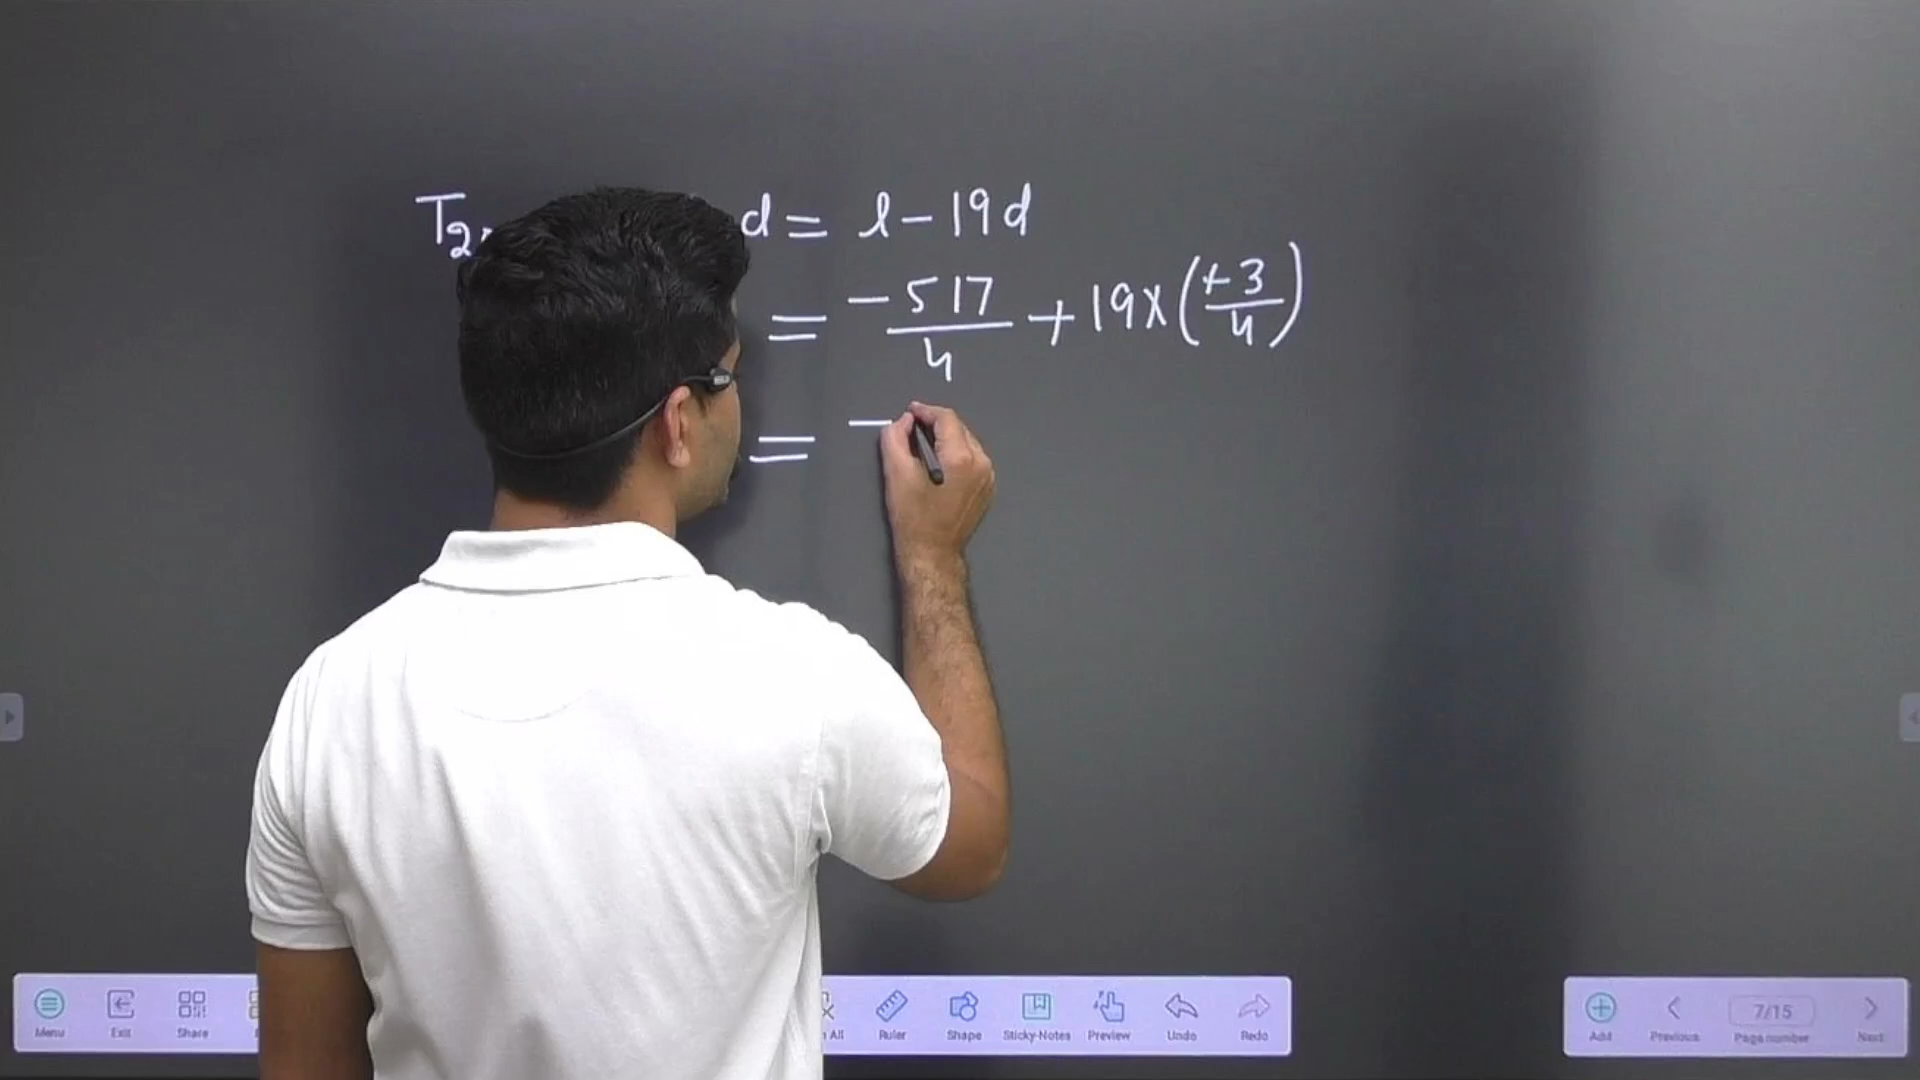 T₂ d = l - 19d
= -517/4 + 19 x (+3/4)
= -
Menu Exit Share All Ruler Shape Sticky-Notes Preview Undo Redo Add Previous 7/15 Page number Next